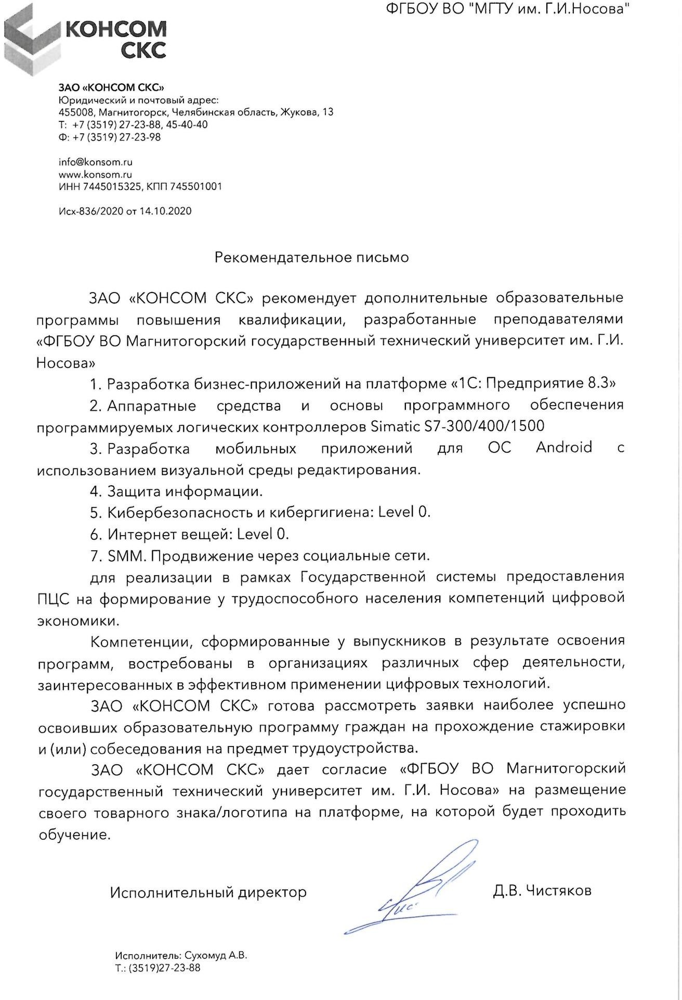 ФГБОУ ВО "МГТУ им. Г.И.Носова"
КОНСОМ
СКС
ЗАО «КОНСОМ СКС»
Юридический и почтовый адрес:
455008, Магнитогорск, Челябинская область, Жукова, 13
Т: +7 (3519) 27-23-88, 45-40-40
Ф: +7 (3519) 27-23-98
info@konsom.ru
www.konsom.ru
ИНН 7445015325, КПП 745501001
Исх-836/2020 от 14.10.2020
Рекомендательное письмо
ЗАО «КОНСОМ СКС» рекомендует дополнительные образовательные
программы повышения квалификации, разработанные преподавателями
«ФГБОУ ВО Магнитогорский государственный технический университет им. Г.И.
Носова»
1. Разработка бизнес-приложений на платформе «1С: Предприятие 8.3»
2. Аппаратные средства и основы программного обеспечения
программируемых логических контроллеров Simatic S7-300/400/1500
3. Разработка мобильных приложений для ОС Android с
использованием визуальной среды редактирования.
4. Защита информации.
5. Кибербезопасность и кибергигиена: Level 0.
6. Интернет вещей: Level 0.
7. SMM. Продвижение через социальные сети.
для реализации в рамках Государственной системы предоставления
ПЦС на формирование у трудоспособного населения компетенций цифровой
экономики.
Компетенции, сформированные у выпускников в результате освоения
программ, востребованы в организациях различных сфер деятельности,
заинтересованных в эффективном применении цифровых технологий.
ЗАО «КОНСОМ СКС» готова рассмотреть заявки наиболее успешно
освоивших образовательную программу граждан на прохождение стажировки
и (или) собеседования на предмет трудоустройства.
ЗАО «КОНСОМ СКС» дает согласие «ФГБОУ ВО Магнитогорский
государственный технический университет им. Г.И. Носова» на размещение
своего товарного знака/логотипа на платформе, на которой будет проходить
обучение.
Исполнительный директор Д.В. Чистяков
Исполнитель: Сухомуд А.В.
Т.: (3519)27-23-88